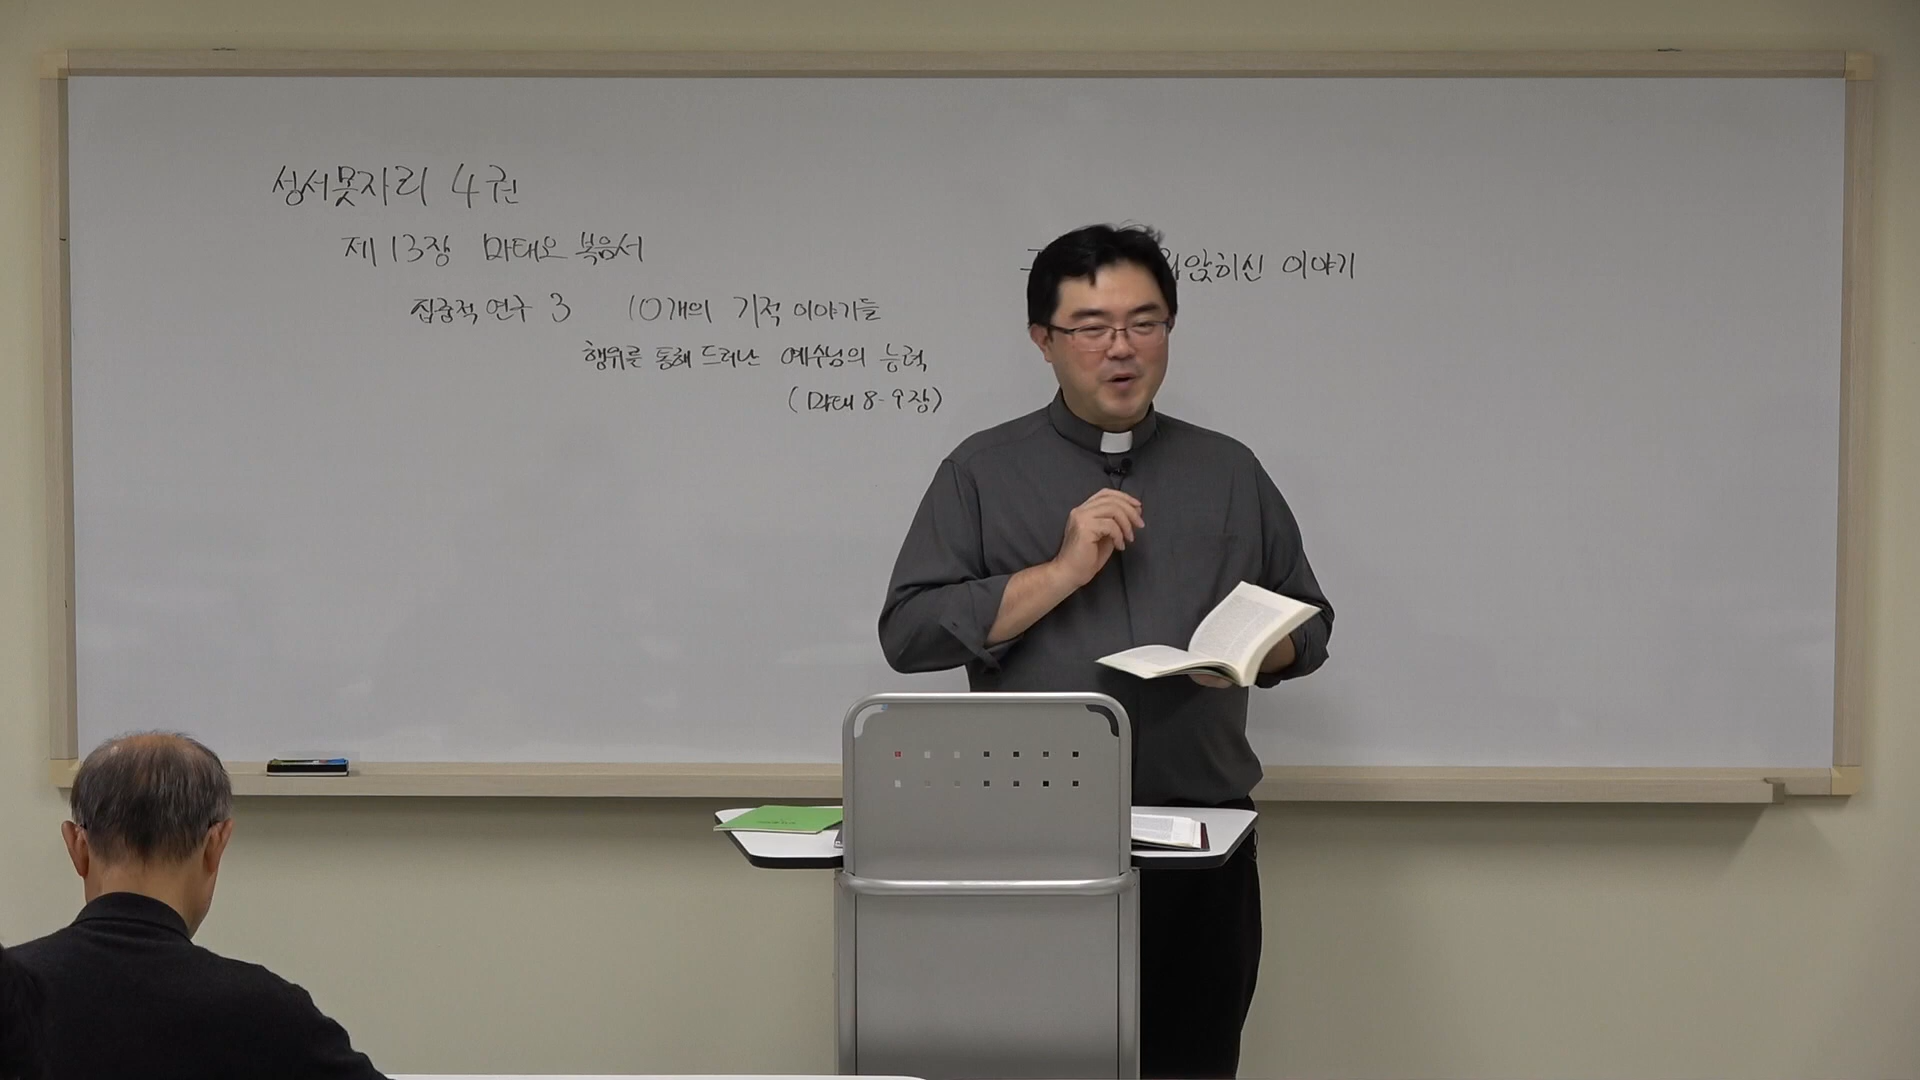 성서못자리 4권
제13장 마태오 복음서
집중적 연구 3 10개의 기적 이야기들
행위를 통해 드러난 예수님의 능력
(마태 8-9장)
앉히신 이야기